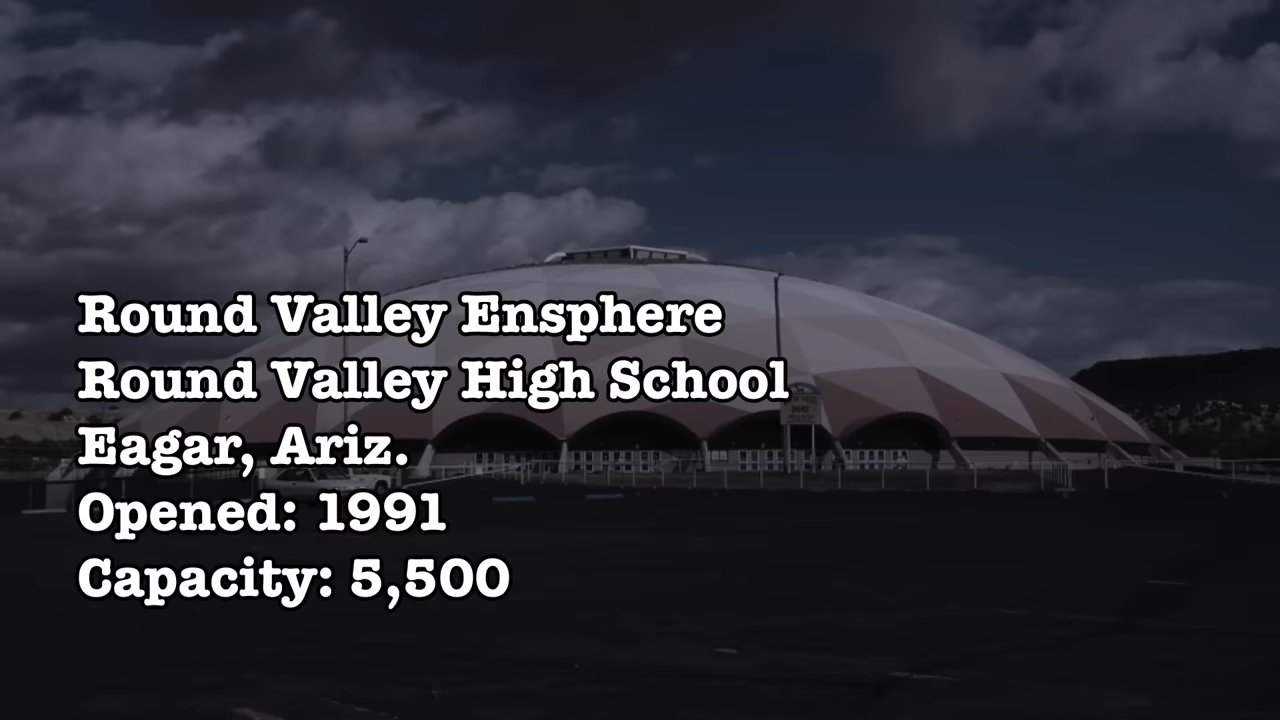 Round Valley Ensphere
Round Valley High School
Eagar, Ariz.
Opened: 1991
Capacity: 5,500